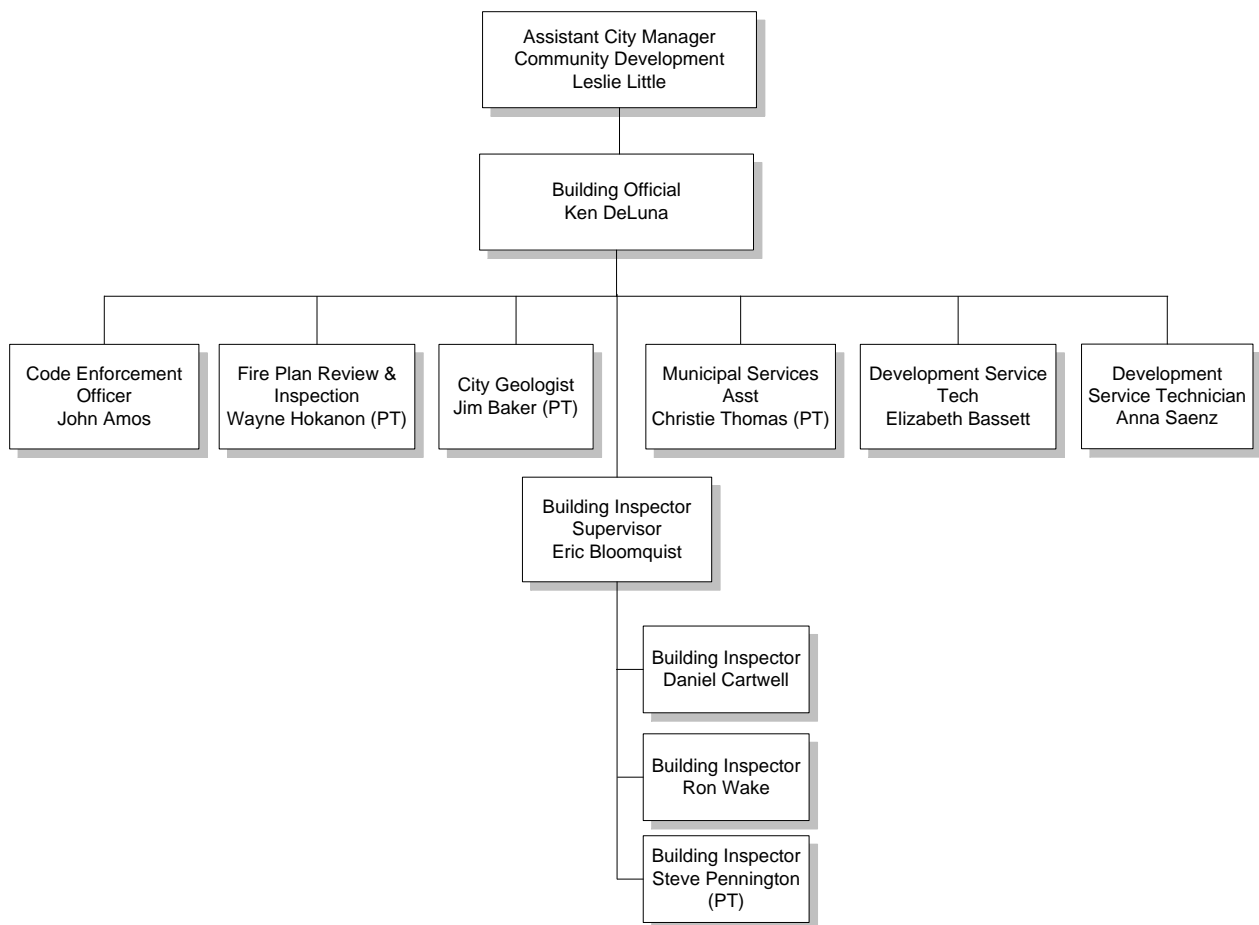 Assistant City Manager
Community Development
Leslie Little
Building Official
Ken DeLuna
Code Enforcement
Officer
John Amos
Fire Plan Review &
Inspection
Wayne Hokanon (PT)
City Geologist
Jim Baker (PT)
Municipal Services
Asst
Christie Thomas (PT)
Development Service
Tech
Elizabeth Bassett
Development
Service Technician
Anna Saenz
Building Inspector
Supervisor
Eric Bloomquist
Building Inspector
Daniel Cartwell
Building Inspector
Ron Wake
Building Inspector
Steve Pennington
(PT)